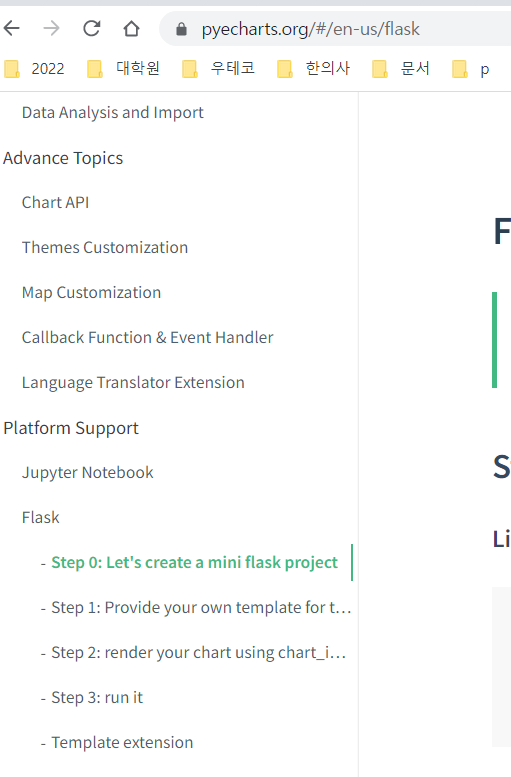 pyecharts.org/#/en-us/flask
2022 대학원 우테코 한의사 문서 p
Data Analysis and Import
Advance Topics
Chart API
Themes Customization
Map Customization
Callback Function & Event Handler
Language Translator Extension
Platform Support
Jupyter Notebook
Flask
- Step 0: Let's create a mini flask project
- Step 1: Provide your own template for t…
- Step 2: render your chart using chart_i…
- Step 3: run it
- Template extension
F
S
Li